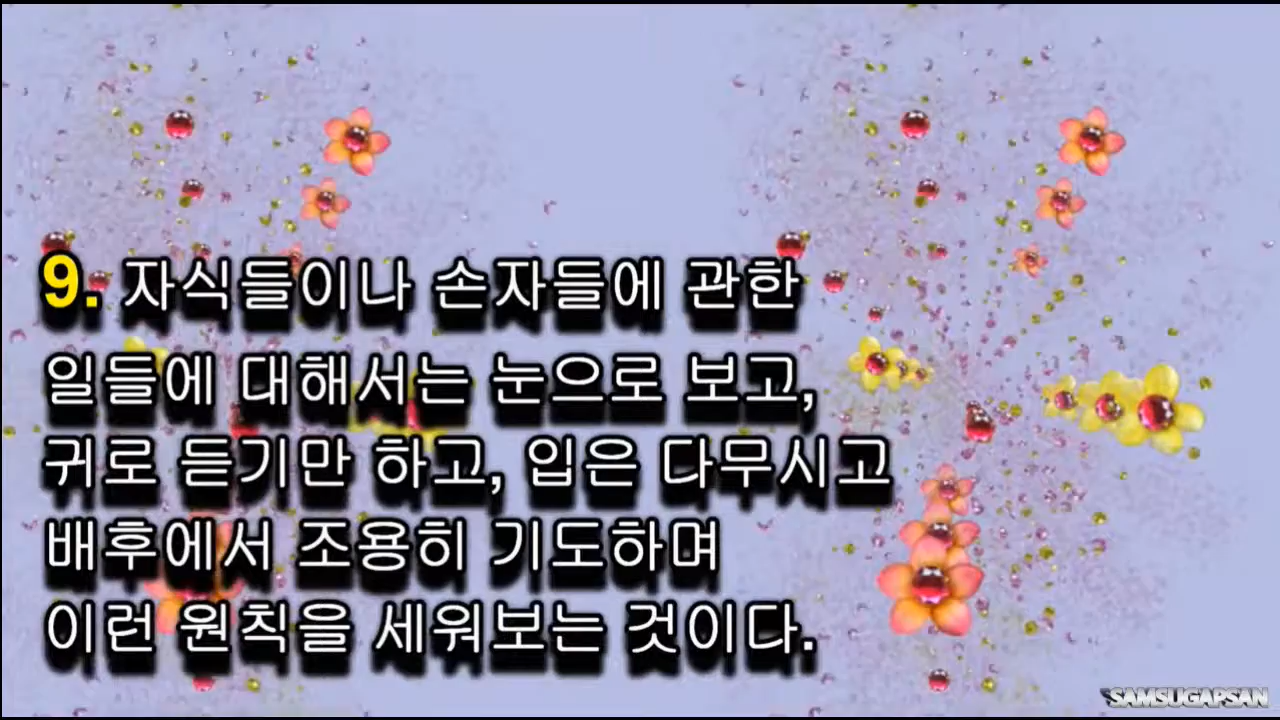 9. 자식들이나 손자들에 관한
일들에 대해서는 눈으로 보고,
귀로 듣기만 하고, 입은 다무시고
배후에서 조용히 기도하며
이런 원칙을 세워보는 것이다.
SAMSUGAPSAN